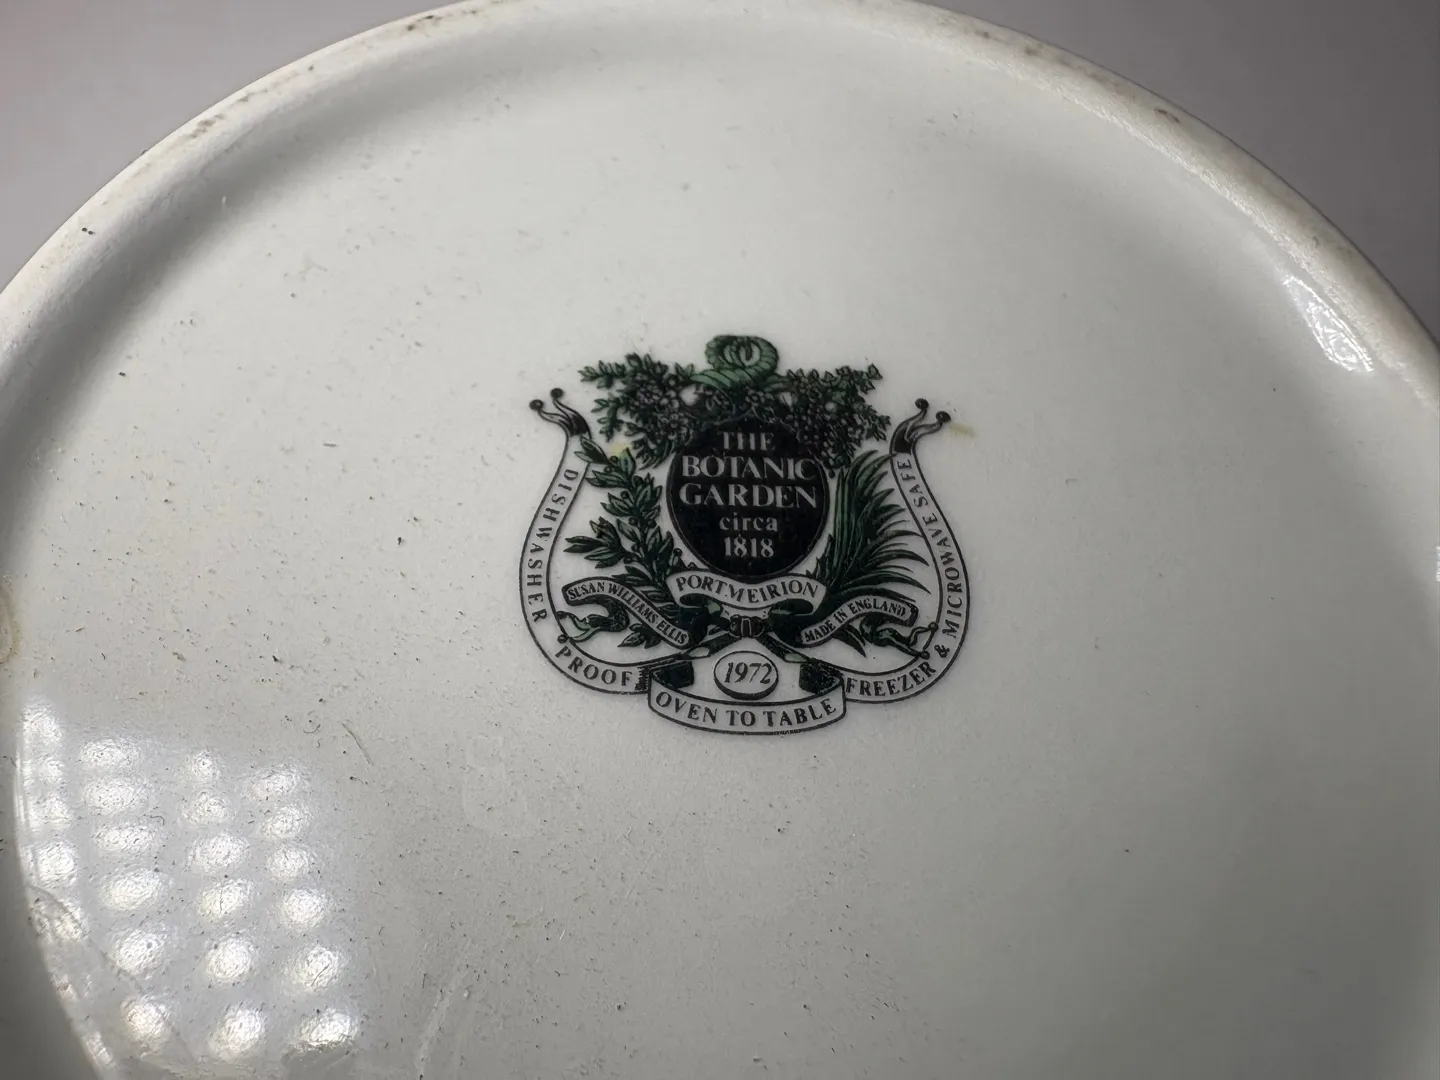 THE
BOTANIC
GARDEN
circa
1818
PORTMEIRION
SUSAN WILLIAMS ELLIS
MADE IN ENGLAND
1972
DISHWASHER PROOF
OVEN TO TABLE
FREEZER & MICROWAVE SAFE